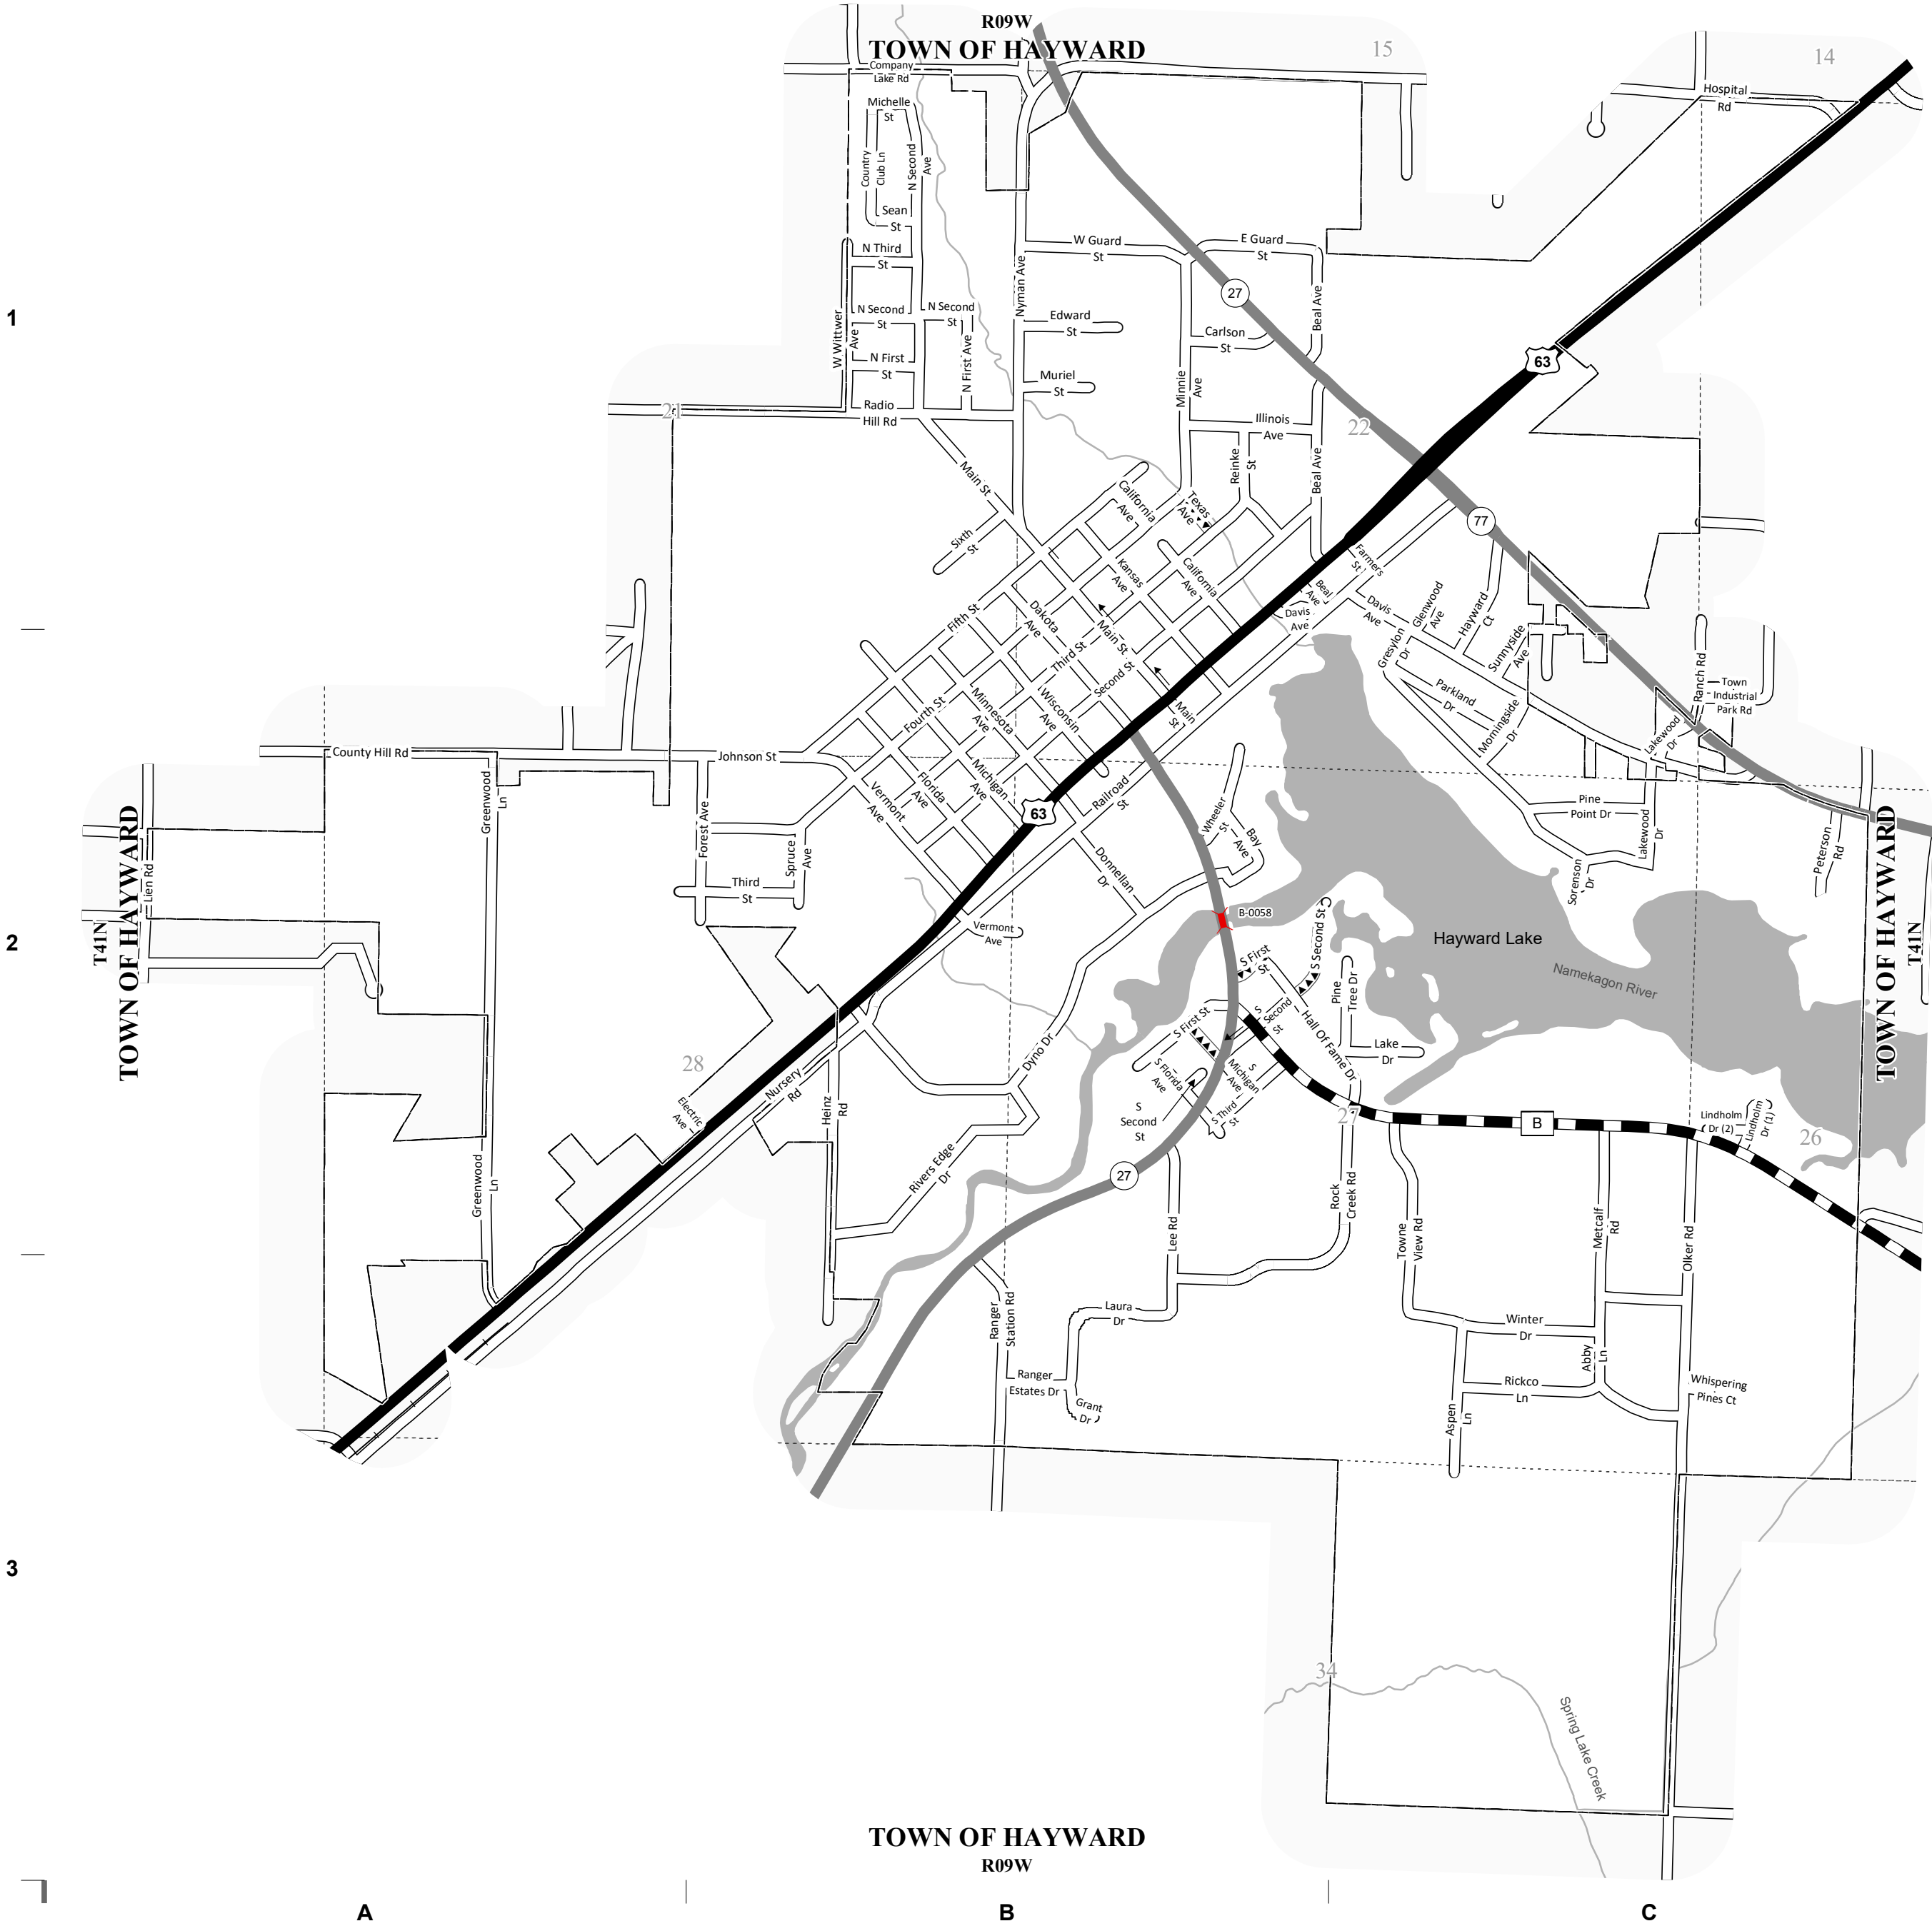 R09W
TOWN OF HAYWARD
15
14
Company
Lake Rd
Hospital
Rd
Michelle
St
Country
Club Ln
N Second
Ave
Sean
St
N Third
St
W Guard
St
E Guard
St
27
Nyman Ave
Beal Ave
1
N Second
St
N Second
St
Edward
St
W Wittwer
Ave
N First
St
N First Ave
Carlson
St
63
Muriel
St
Minnie
Ave
21
Radio
Hill Rd
Illinois
Ave
22
Main St
Reinke
St
Beal Ave
California
Ave
Texas
Ave
77
Sixth
St
Kansas
Ave
California
Ave
Farmers
St
Beal
Ave
Davis
Ave
Davis
Ave
Glenwood
Ave
Hayward
Ct
Fifth St
Dakota
Ave
Main St
Third St
Second St
Gresylon
Dr
Sunnyside
Ave
Ranch Rd
Town
Industrial
Park Rd
Parkland
Dr
Morningside
Dr
Lakewood
Dr
Fourth St
Minnesota
Ave
Wisconsin
Ave
Main
St
County Hill Rd
Johnson St
Greenwood
Ln
Vermont
Ave
Florida
Ave
Michigan
Ave
Railroad
St
63
Wheeler
St
Bay
Ave
Pine
Point Dr
Lakewood
Dr
Forest Ave
Spruce
Ave
Donnellan
Dr
Peterson
Rd
TOWN OF HAYWARD
T41N
Lien Rd
Third
St
Sorenson
Dr
TOWN OF HAYWARD
T41N
B-0058
2
Vermont
Ave
Hayward Lake
Namekagon River
S First
St
S Second St
Pine
Tree Dr
S First St
S
Second
St
Hall Of Fame Dr
Lake
Dr
28
Dyno Dr
S Florida
Ave
S
Michigan
Ave
Nursery
Rd
Electric
Ave
Heinz
Rd
S
Second
St
S Third
St
27
B
Lindholm
Dr (2)
Lindholm
Dr (1)
26
Greenwood
Ln
Rivers Edge
Dr
27
Rock
Creek Rd
Lee Rd
Towne
View Rd
Metcalf
Rd
Olker Rd
Ranger
Station Rd
Laura
Dr
Winter
Dr
Abby
Ln
Ranger
Estates Dr
Grant
Dr
Rickco
Ln
Whispering
Pines Ct
Aspen
Ln
3
34
Spring Lake Creek
TOWN OF HAYWARD
R09W
A
B
C